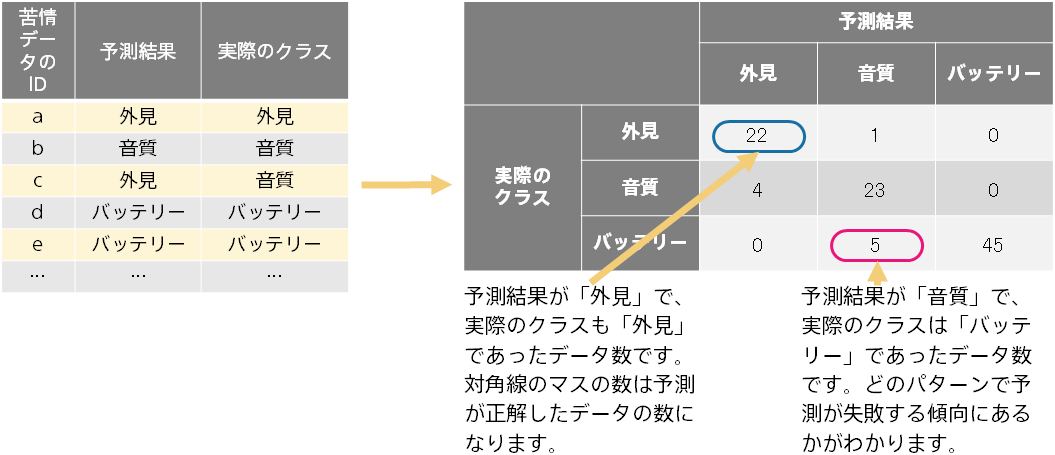 苦情
データの
ID
予測結果
実際のクラス
a 外見 外見
b 音質 音質
c 外見 音質
d バッテリー バッテリー
e バッテリー バッテリー
… … …
予測結果
外見 音質 バッテリー
実際の
クラス
外見 22 1 0
音質 4 23 0
バッテリー 0 5 45
予測結果が「外見」で、
実際のクラスも「外見」
であったデータ数です。
対角線のマスの数は予測
が正解したデータの数に
なります。
予測結果が「音質」で、
実際のクラスは「バッテ
リー」であったデータ数
です。どのパターンで予
測が失敗する傾向にある
かがわかります。